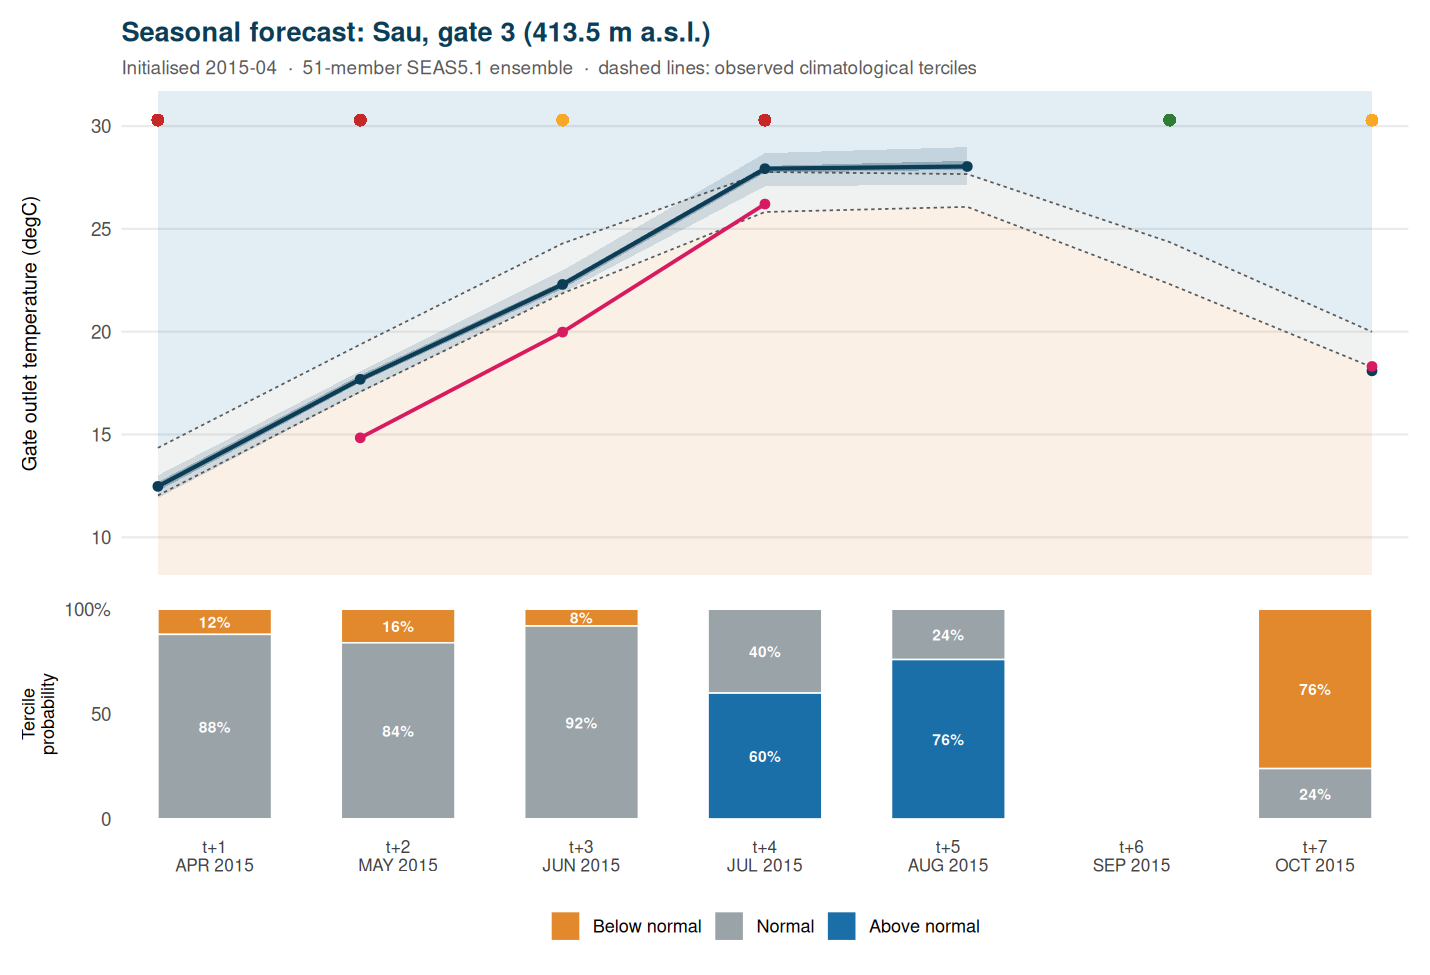 Seasonal forecast: Sau, gate 3 (413.5 m a.s.l.)
Initialised 2015-04 · 51-member SEAS5.1 ensemble · dashed lines: observed climatological terciles
Gate outlet temperature (degC)
30
25
20
15
10
Tercile
probability
100%
50
0
12%
88%
16%
84%
8%
92%
40%
60%
24%
76%
76%
24%
t+1
APR 2015
t+2
MAY 2015
t+3
JUN 2015
t+4
JUL 2015
t+5
AUG 2015
t+6
SEP 2015
t+7
OCT 2015
Below normal
Normal
Above normal